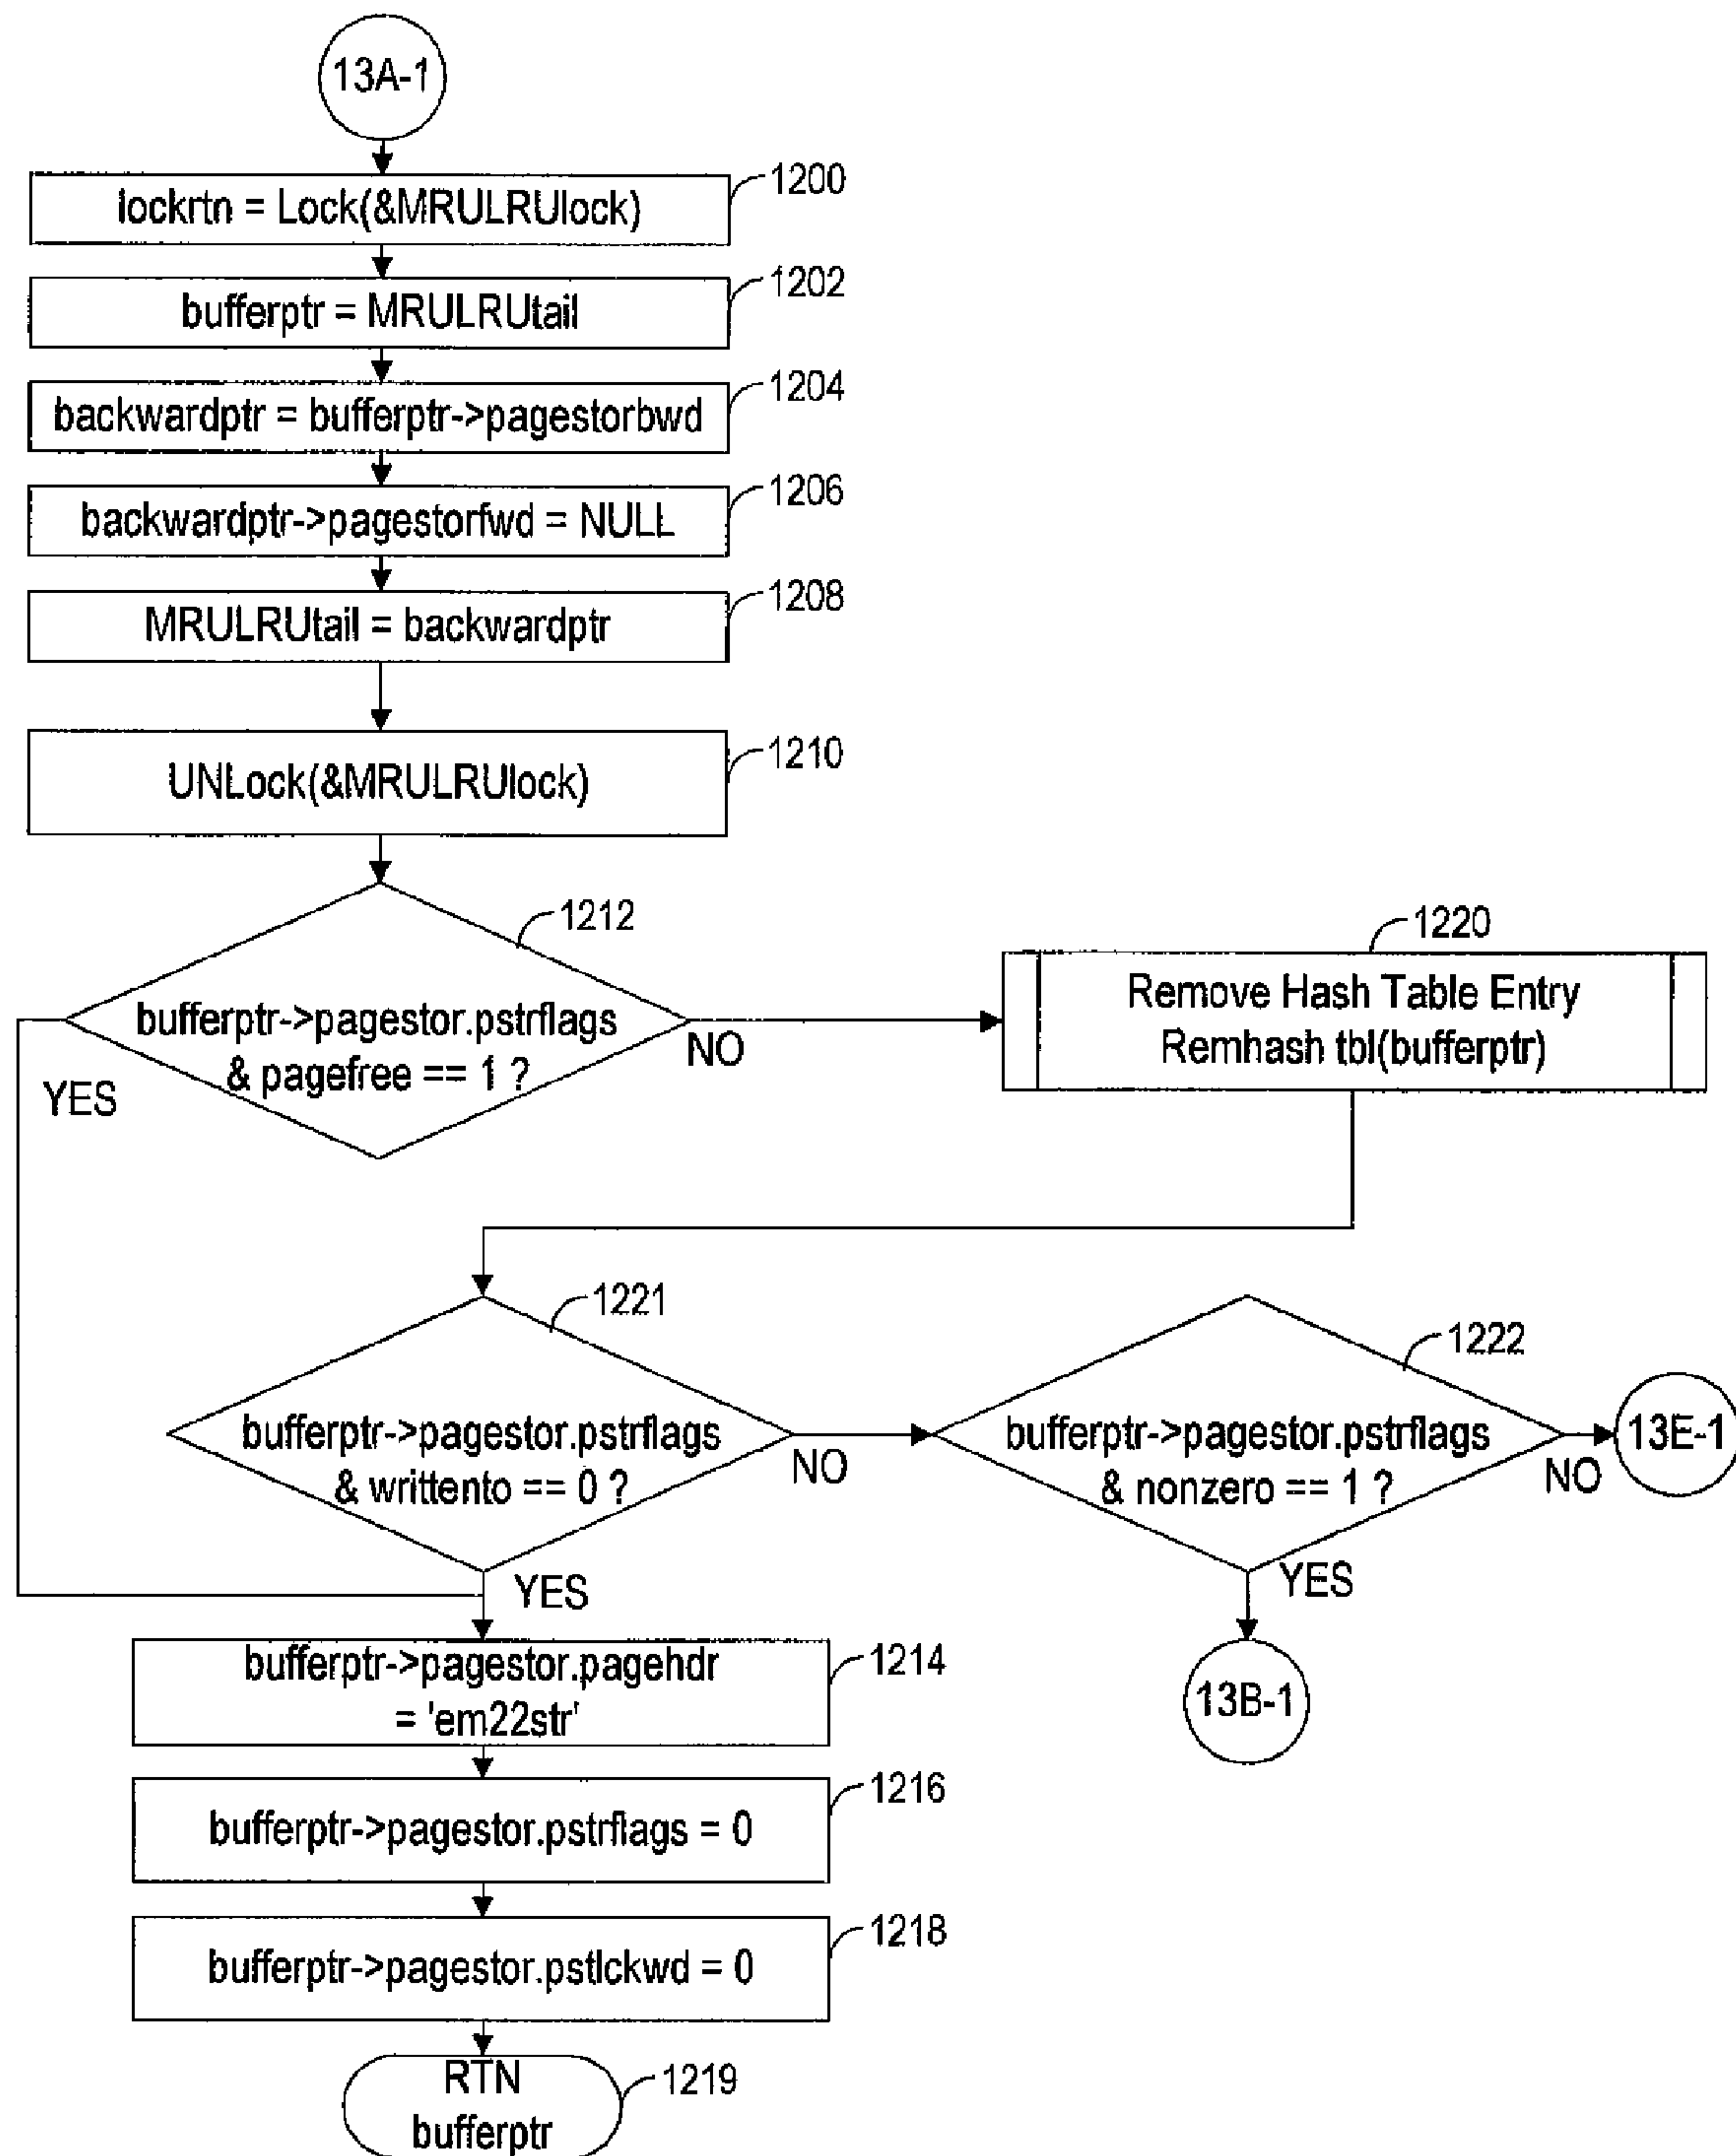 13A-1
lockrtn = Lock(&MRULRUlock)
1200
bufferptr = MRULRUtail
1202
backwardptr = bufferptr->pagestorbwd
1204
backwardptr->pagestorfwd = NULL
1206
MRULRUtail = backwardptr
1208
UNLock(&MRULRUlock)
1210
1212
bufferptr->pagestor.pstrflags
& pagefree == 1 ?
YES
NO
1220
Remove Hash Table Entry
Remhash tbl(bufferptr)
1221
bufferptr->pagestor.pstrflags
& writtento == 0 ?
NO
YES
1222
bufferptr->pagestor.pstrflags
& nonzero == 1 ?
NO
13E-1
YES
13B-1
bufferptr->pagestor.pagehdr
= 'em22str'
1214
bufferptr->pagestor.pstrflags = 0
1216
bufferptr->pagestor.pstlckwd = 0
1218
RTN
bufferptr
1219